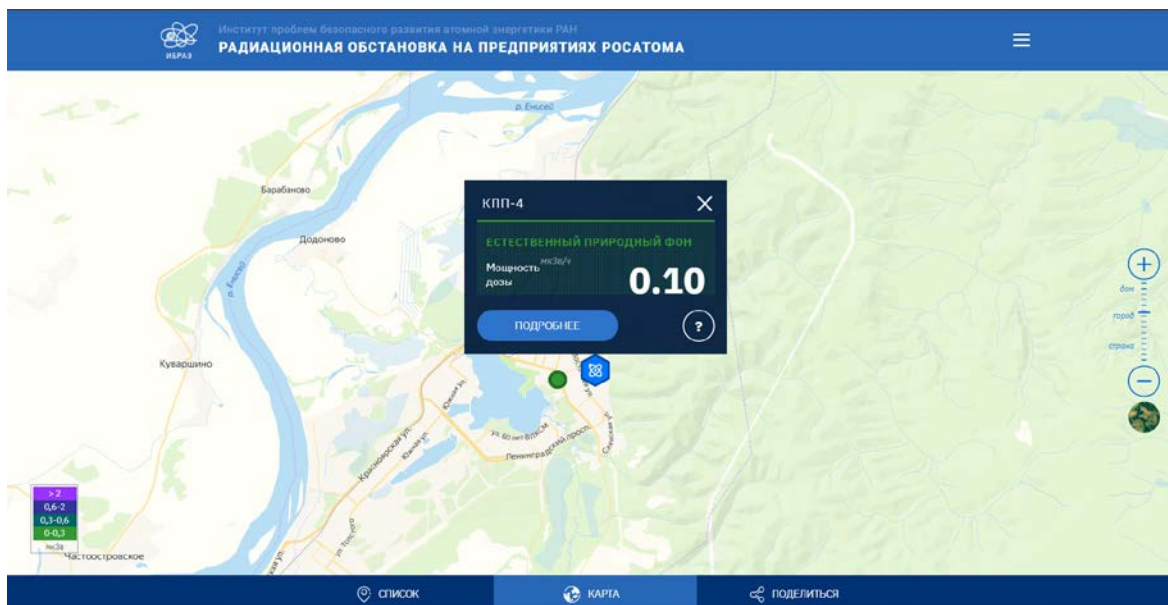 Институт проблем безопасного развития атомной энергетики РАН
РАДИАЦИОННАЯ ОБСТАНОВКА НА ПРЕДПРИЯТИЯХ РОСАТОМА
ИБРАЭ
р. Енисей
Барабаново
КПП-4
Додоново
ЕСТЕСТВЕННЫЙ ПРИРОДНЫЙ ФОН
Мощность мкЗв/ч
дозы
0.10
р. Енисей
дом
город
страна
ПОДРОБНЕЕ
?
Куваршино
Южная ул.
ул. 60 лет ВЛКСМ
Ленинградский просп.
Саянская ул.
Красноярская ул.
Южная ул.
> 2
0,6-2
0,3-0,6
0-0,3
мкЗв
ул. Толстого
Частоостровское
СПИСОК
КАРТА
ПОДЕЛИТЬСЯ